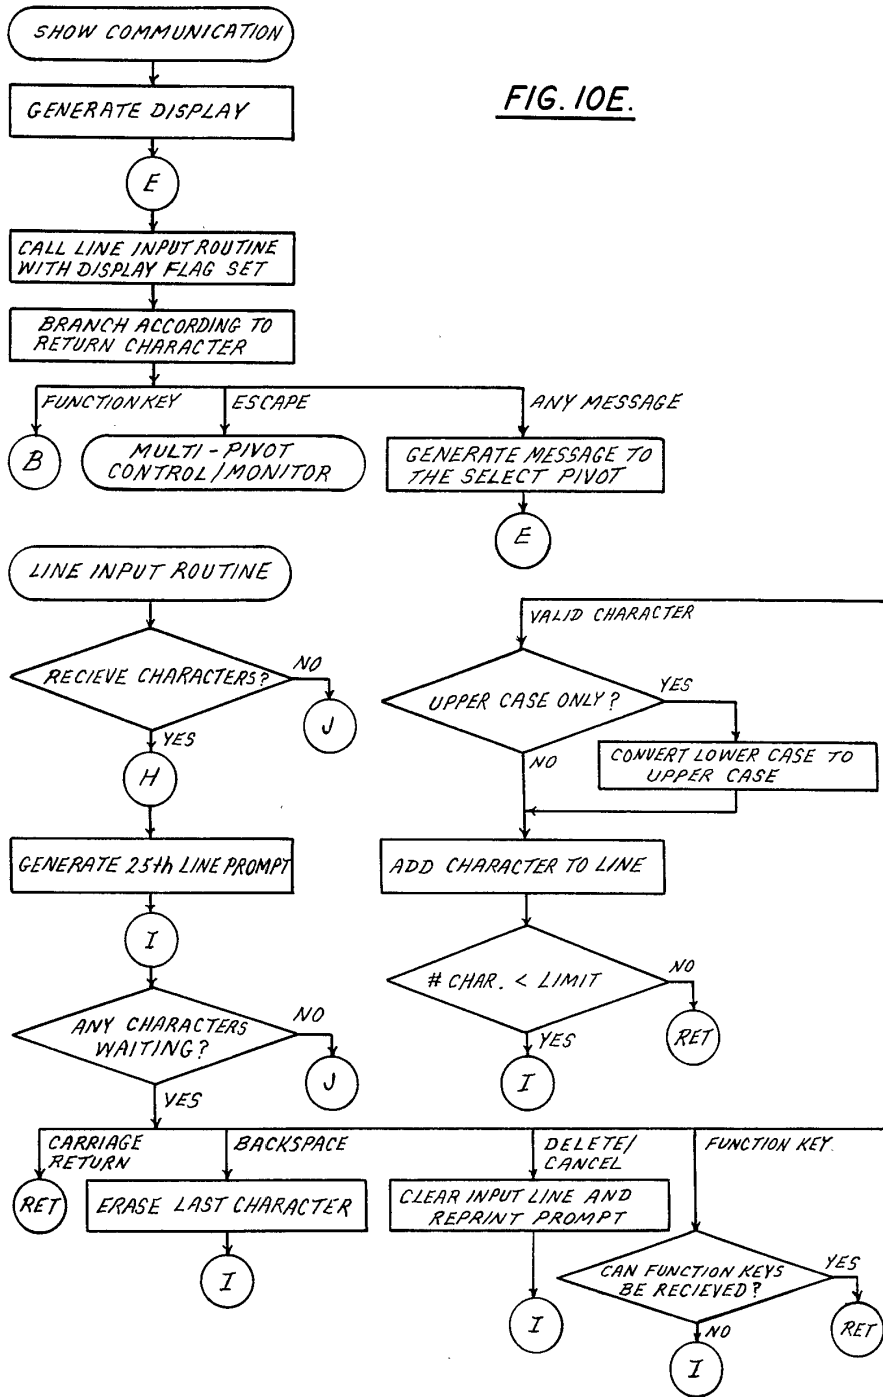 SHOW COMMUNICATION
FIG. 10E.
GENERATE DISPLAY
E
CALL LINE INPUT ROUTINE
WITH DISPLAY FLAG SET
BRANCH ACCORDING TO
RETURN CHARACTER
FUNCTION KEY
ESCAPE
ANY MESSAGE
B
MULTI-PIVOT
CONTROL/MONITOR
GENERATE MESSAGE TO
THE SELECT PIVOT
E
LINE INPUT ROUTINE
RECIEVE CHARACTERS?
NO
J
YES
H
GENERATE 25th LINE PROMPT
I
ANY CHARACTERS
WAITING?
NO
J
YES
VALID CHARACTER
UPPER CASE ONLY?
YES
CONVERT LOWER CASE TO
UPPER CASE
NO
ADD CHARACTER TO LINE
# CHAR. < LIMIT
NO
RET
YES
I
CARRIAGE
RETURN
RET
BACKSPACE
ERASE LAST CHARACTER
I
DELETE/
CANCEL
CLEAR INPUT LINE AND
REPRINT PROMPT
I
FUNCTION KEY.
CAN FUNCTION KEYS
BE RECIEVED?
YES
RET
NO
I